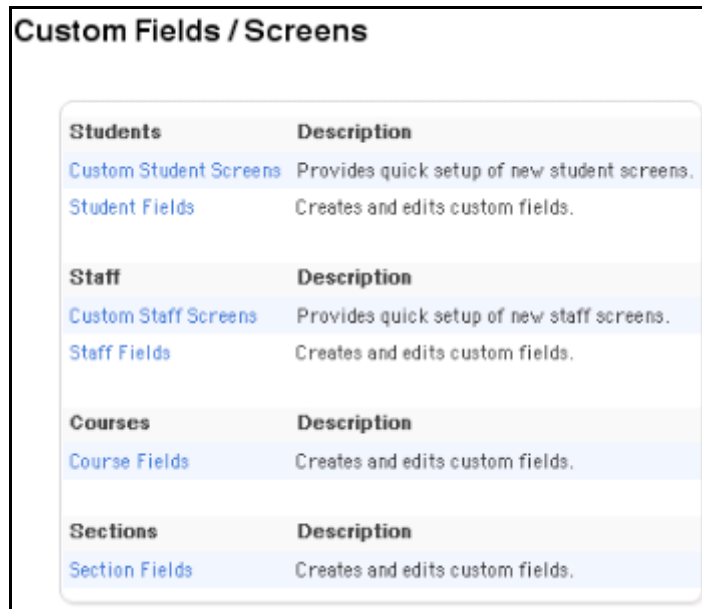 Custom Fields / Screens
Students Description
Custom Student Screens Provides quick setup of new student screens.
Student Fields Creates and edits custom fields.
Staff Description
Custom Staff Screens Provides quick setup of new staff screens.
Staff Fields Creates and edits custom fields.
Courses Description
Course Fields Creates and edits custom fields.
Sections Description
Section Fields Creates and edits custom fields.